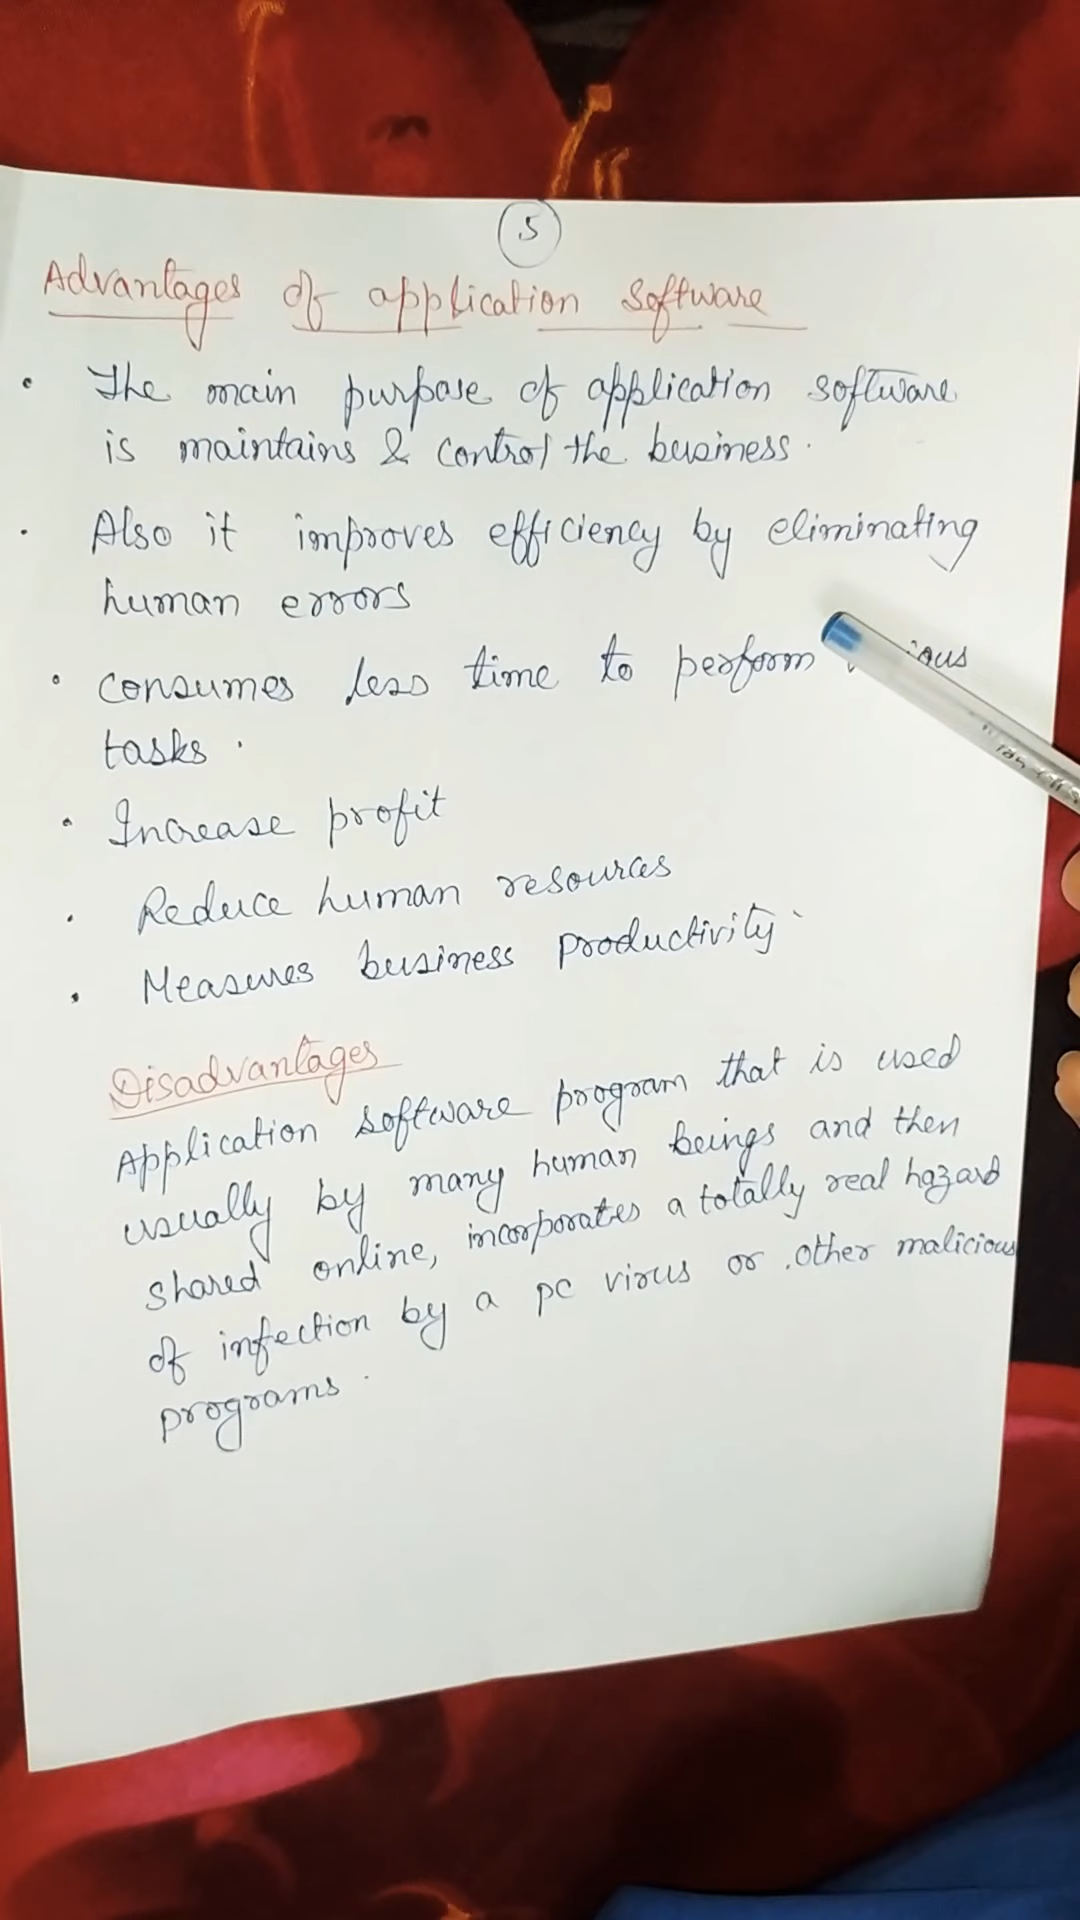 5
Advantages of application software
• The main purpose of application software
is maintains & control the business.
• Also it improves efficiency by eliminating
human errors
• consumes less time to perform
tasks.
• Increase profit
• Reduce human resources
• Measures business productivity.
Disadvantages
Application software program that is used
usually by many human beings and then
shared online, incorporates a totally real hazard
of infection by a pc virus or other malicious
programs.